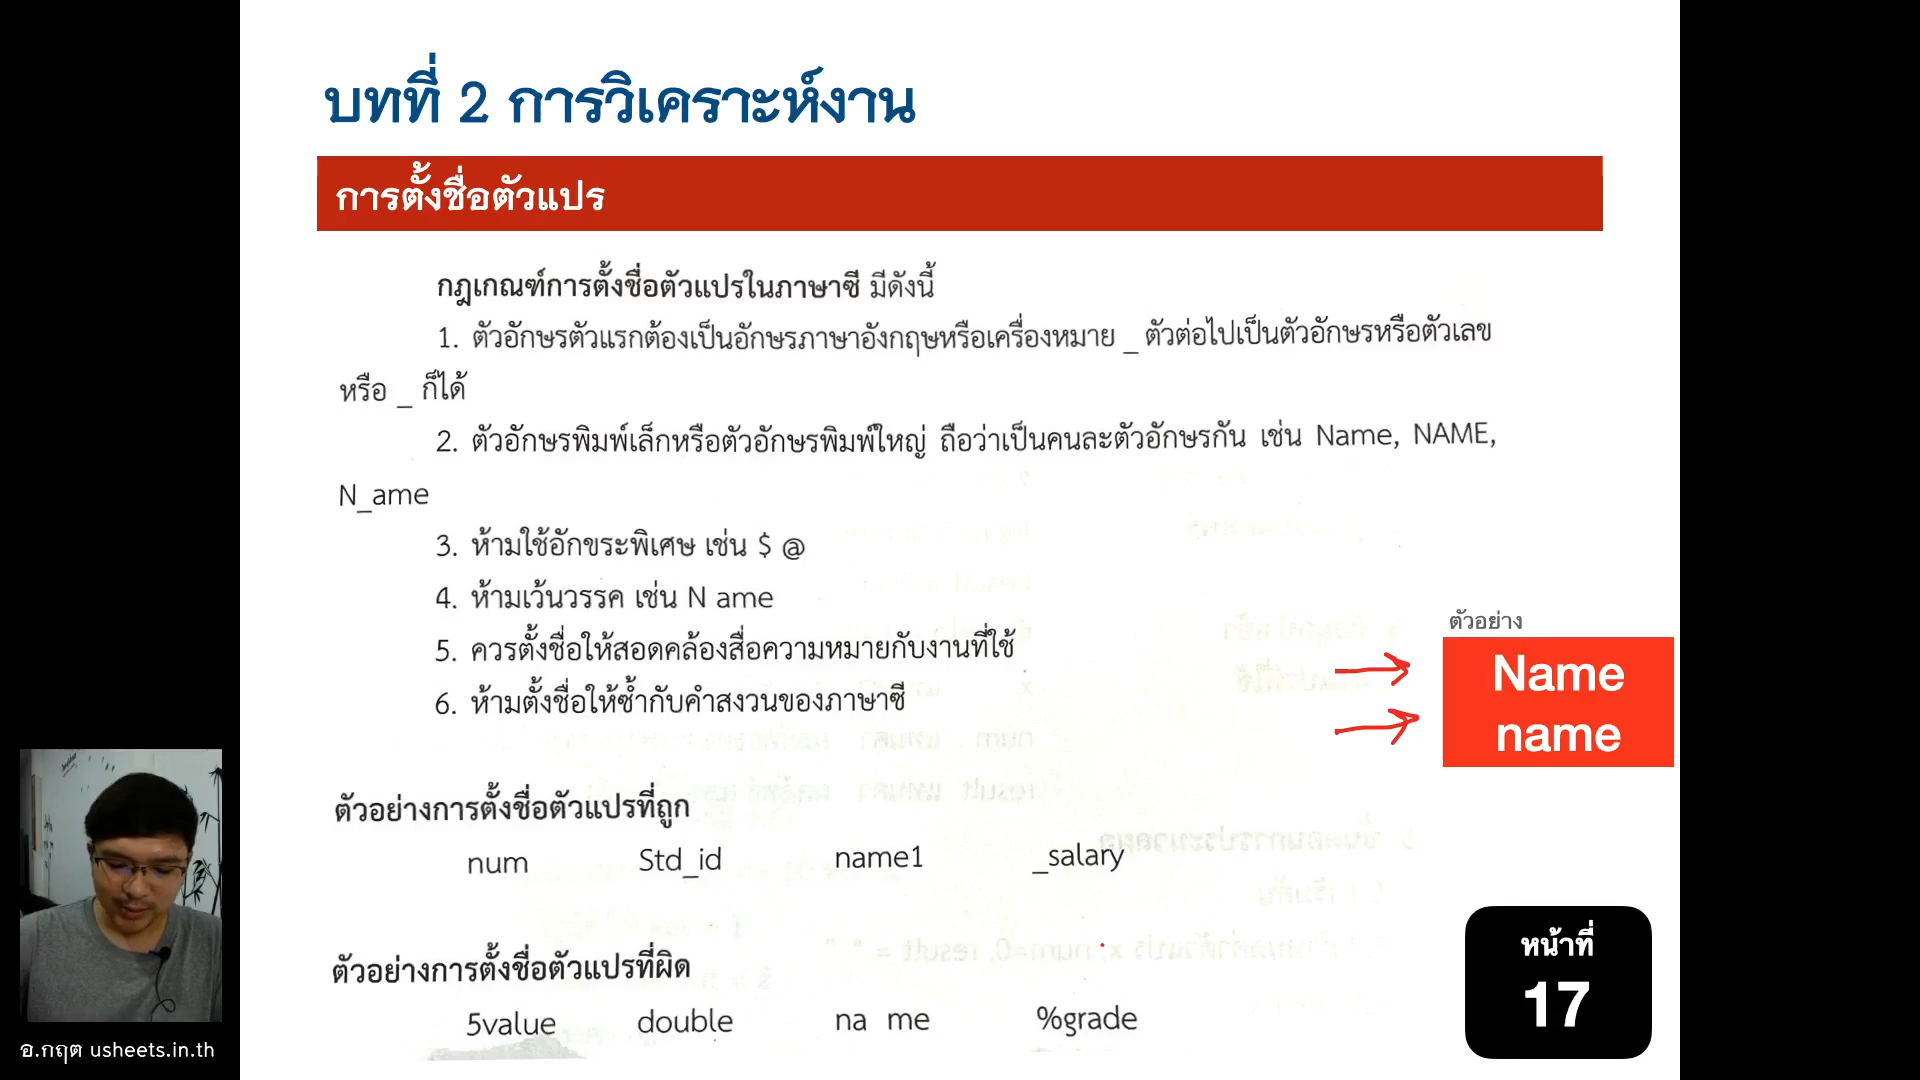 บทที่ 2 การวิเคราะห์งาน
การตั้งชื่อตัวแปร
กฎเกณฑ์การตั้งชื่อตัวแปรในภาษาซี มีดังนี้
1. ตัวอักษรตัวแรกต้องเป็นอักษรภาษาอังกฤษหรือเครื่องหมาย _ ตัวต่อไปเป็นตัวอักษรหรือตัวเลข
หรือ _ ก็ได้
2. ตัวอักษรพิมพ์เล็กหรือตัวอักษรพิมพ์ใหญ่ ถือว่าเป็นคนละตัวอักษรกัน เช่น Name, NAME,
N_ame
3. ห้ามใช้อักขระพิเศษ เช่น $ @
4. ห้ามเว้นวรรค เช่น N ame
5. ควรตั้งชื่อให้สอดคล้องสื่อความหมายกับงานที่ใช้
6. ห้ามตั้งชื่อให้ซ้ำกับคำสงวนของภาษาซี
ตัวอย่าง
Name
name
ตัวอย่างการตั้งชื่อตัวแปรที่ถูก
num Std_id name1 _salary
ตัวอย่างการตั้งชื่อตัวแปรที่ผิด
5value double na me %grade
หน้าที่
17
อ.กฤต usheets.in.th